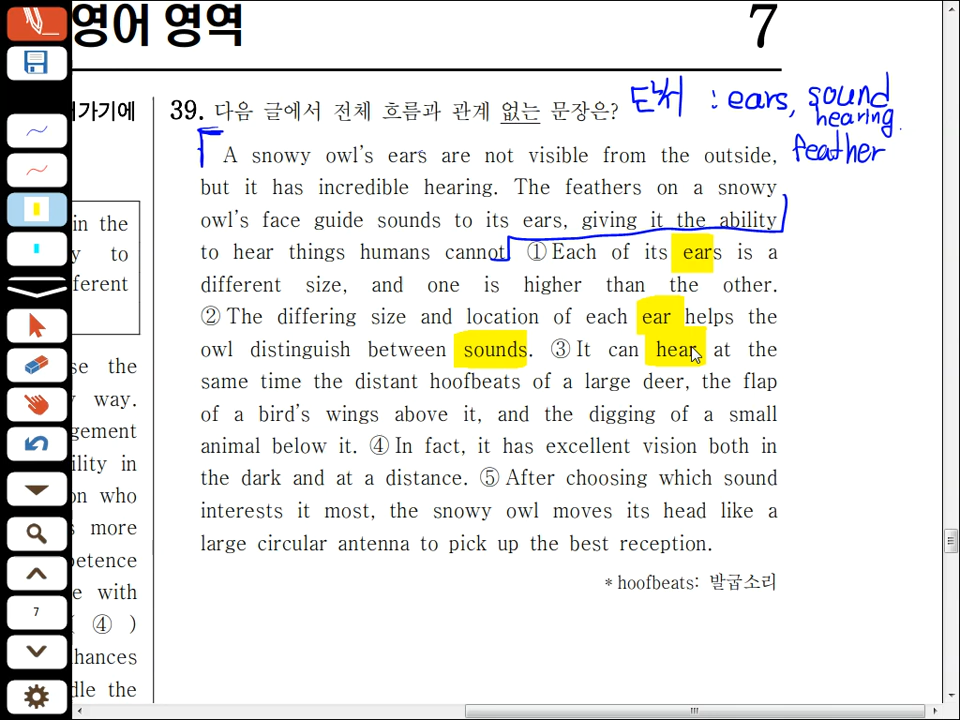 영어 영역
7
가기에
in the
y to
ferent
se the
y way.
gement
ility in
on who
s more
petence
e with
( ④ )
hances
dle the
7
39. 다음 글에서 전체 흐름과 관계 없는 문장은?
단서 : ears, sound
hearing.
feather
A snowy owl's ears are not visible from the outside,
but it has incredible hearing. The feathers on a snowy
owl's face guide sounds to its ears, giving it the ability
to hear things humans cannot. ① Each of its ears is a
different size, and one is higher than the other.
② The differing size and location of each ear helps the
owl distinguish between sounds. ③ It can hear at the
same time the distant hoofbeats of a large deer, the flap
of a bird's wings above it, and the digging of a small
animal below it. ④ In fact, it has excellent vision both in
the dark and at a distance. ⑤ After choosing which sound
interests it most, the snowy owl moves its head like a
large circular antenna to pick up the best reception.
* hoofbeats: 발굽소리